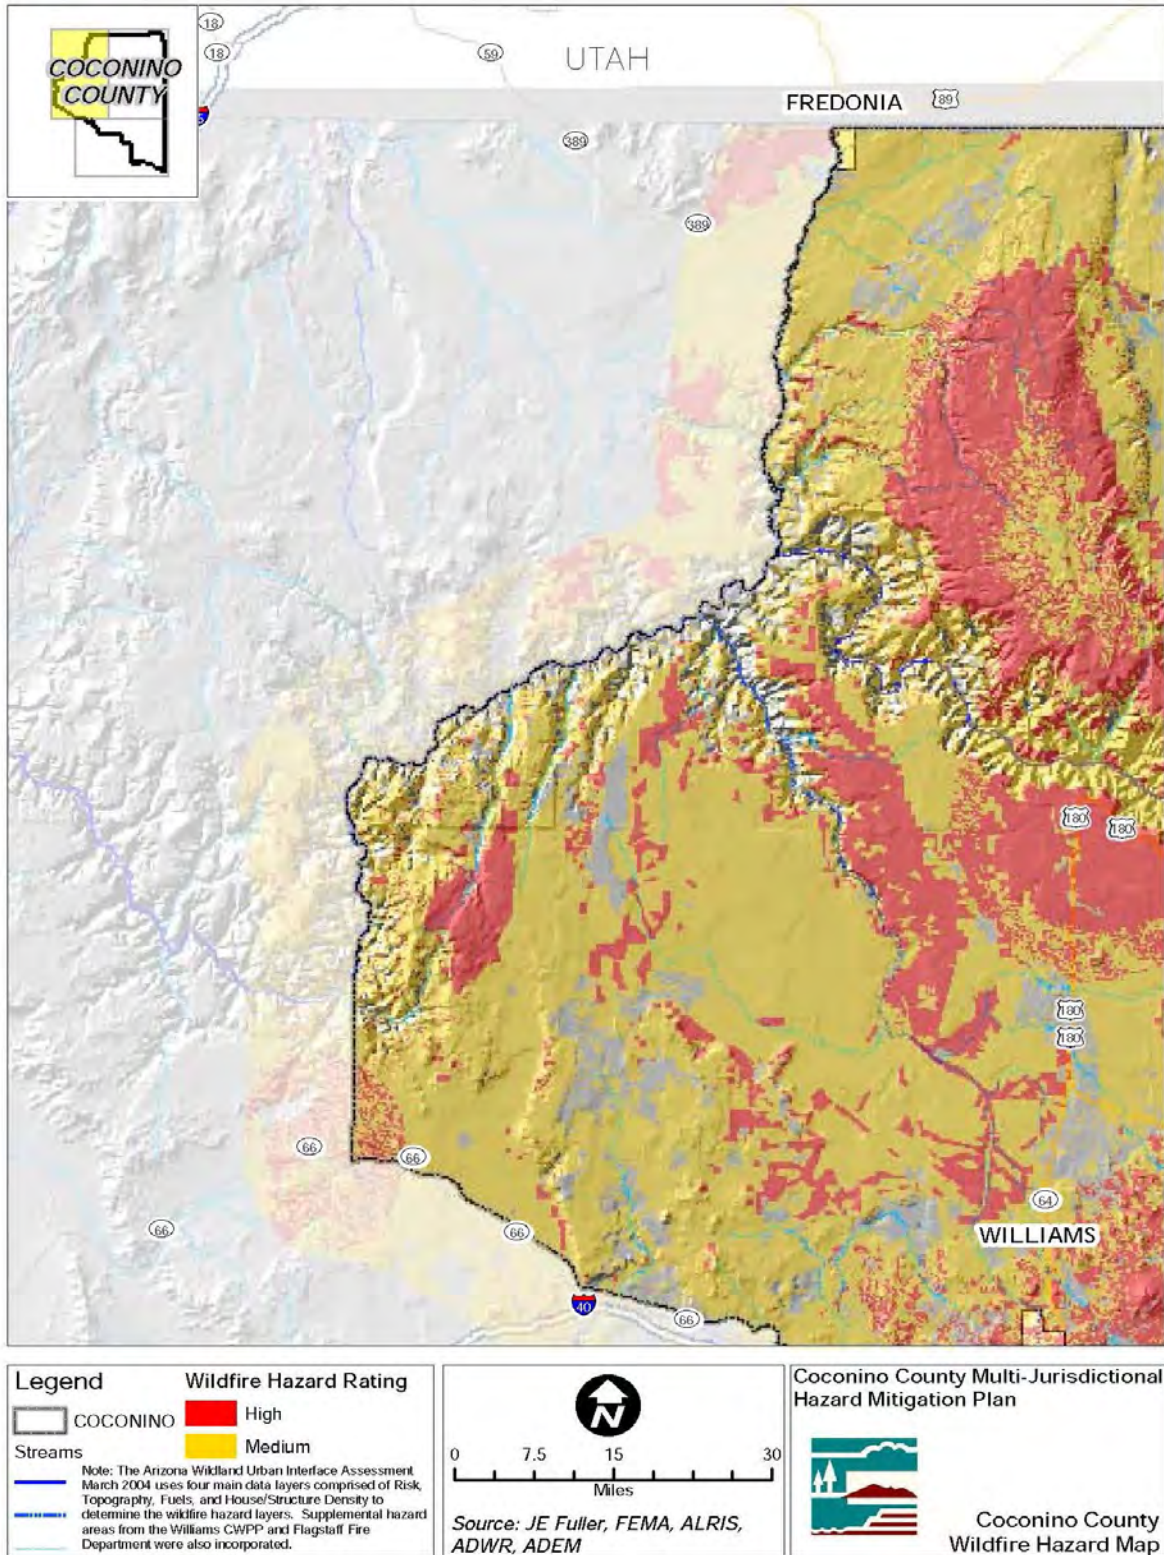 COCONINO
COUNTY
18
18
59
UTAH
FREDONIA
89
389
389
180
180
180
180
66
66
66
66
64
WILLIAMS
40
66
Legend
COCONINO
Streams
Wildfire Hazard Rating
High
Medium
Note: The Arizona Wildland Urban Interface Assessment
March 2004 uses four main data layers comprised of Risk,
Topography, Fuels, and House/Structure Density to
determine the wildfire hazard layers. Supplemental hazard
areas from the Williams CWPP and Flagstaff Fire
Department were also incorporated.
N
0 7.5 15 30
Miles
Source: JE Fuller, FEMA, ALRIS,
ADWR, ADEM
Coconino County Multi-Jurisdictional
Hazard Mitigation Plan
Coconino County
Wildfire Hazard Map